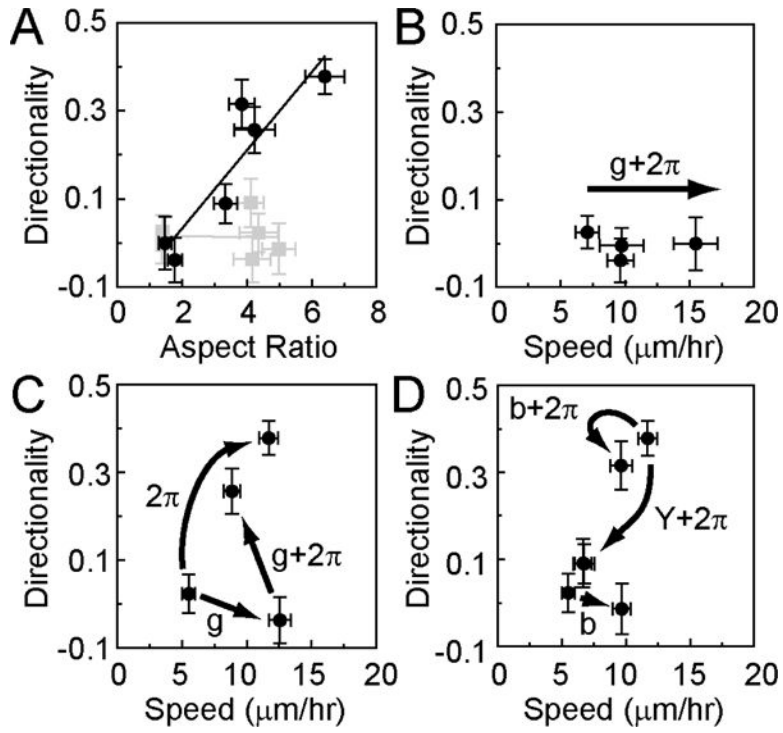 A
B
0.5
0.3
0.1
-0.1
Directionality
0 2 4 6 8
Aspect Ratio
0.5
0.3
0.1
-0.1
Directionality
g+2π
0 5 10 15 20
Speed (μm/hr)
C
D
0.5
0.3
0.1
-0.1
Directionality
2π
g+2π
g
0 5 10 15 20
Speed (μm/hr)
0.5
0.3
0.1
-0.1
Directionality
b+2π
Y+2π
b
0 5 10 15 20
Speed (μm/hr)